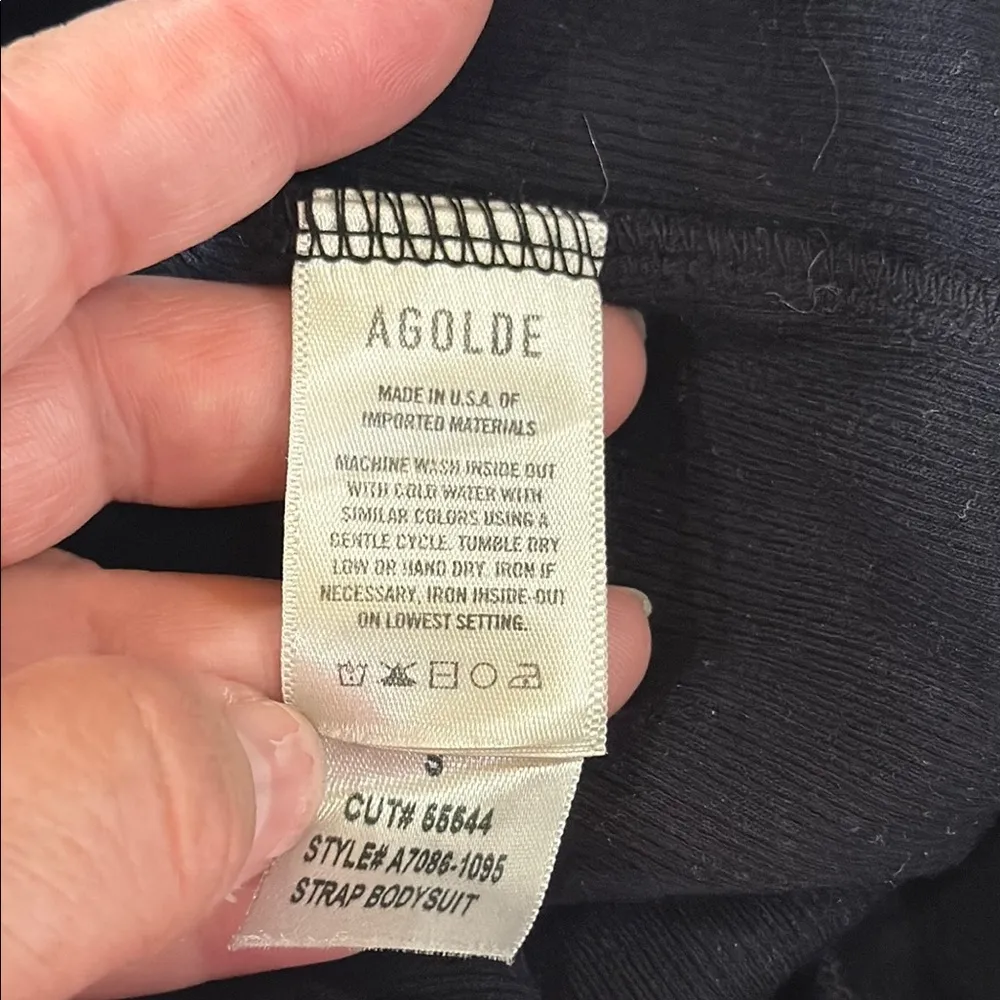 AGOLDE
MADE IN U.S.A. OF
IMPORTED MATERIALS
MACHINE WASH INSIDE OUT
WITH COLD WATER WITH
SIMILAR COLORS USING A
GENTLE CYCLE. TUMBLE DRY
LOW OR HAND DRY. IRON IF
NECESSARY, IRON INSIDE-OUT
ON LOWEST SETTING.
S
CUT# 65644
STYLE# A7086-1095
STRAP BODYSUIT